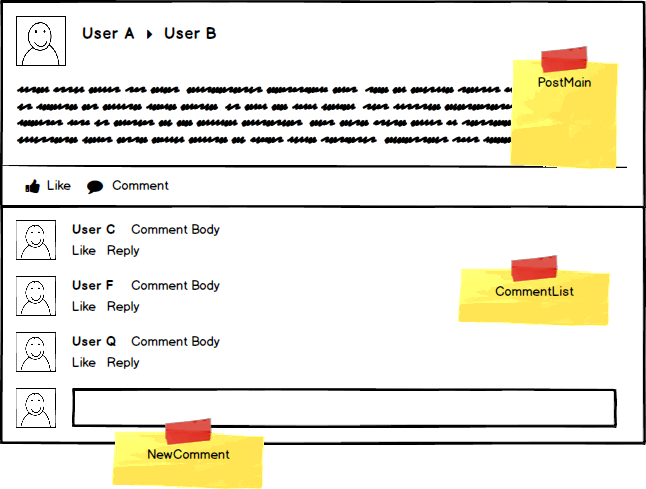 User A ▸ User B
PostMain
Like Comment
User C Comment Body
Like Reply
CommentList
User F Comment Body
Like Reply
User Q Comment Body
Like Reply
NewComment